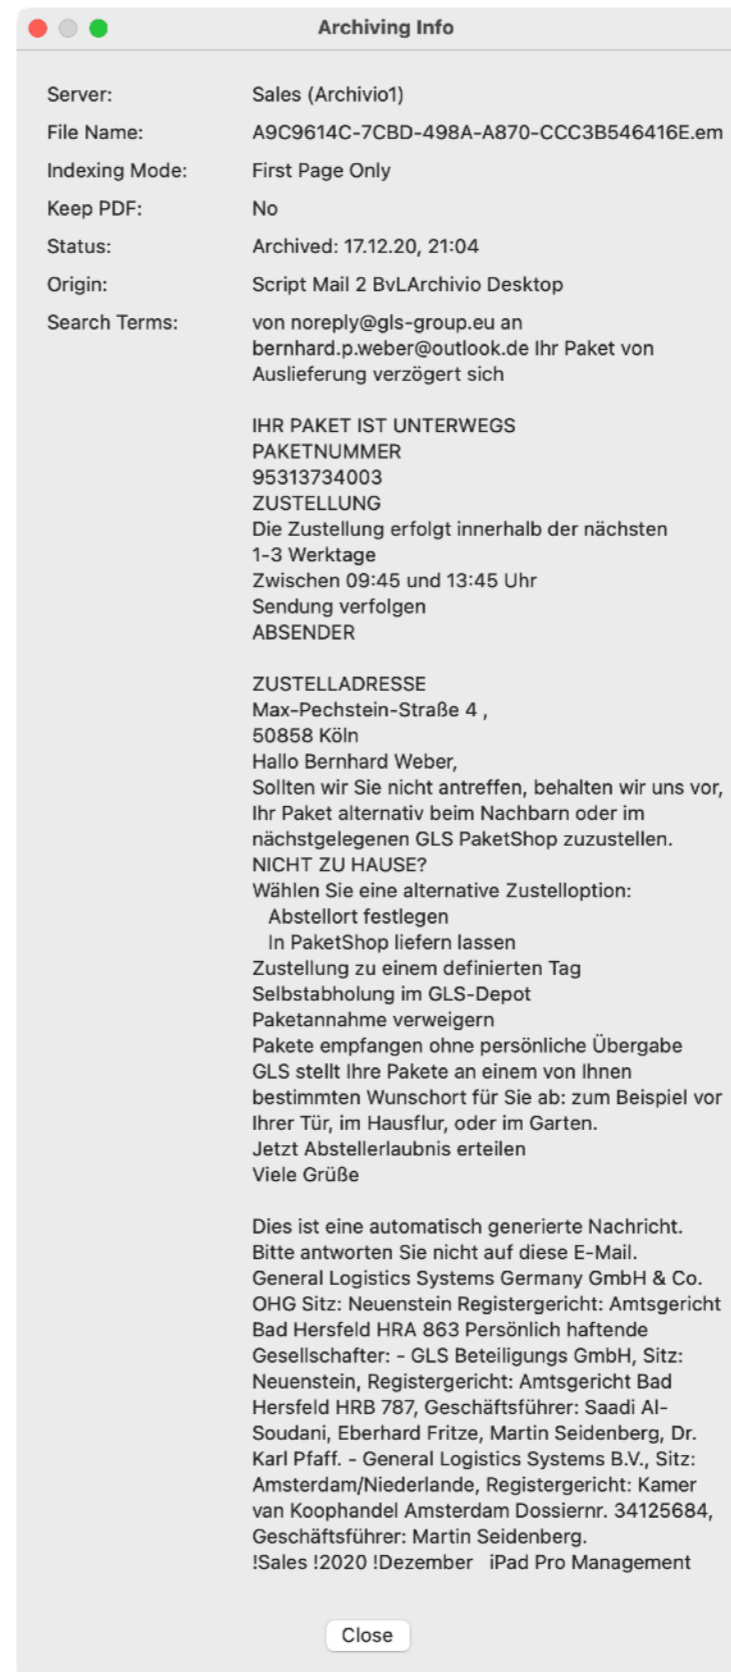 Archiving Info
Server: Sales (Archivio1)
File Name: A9C9614C-7CBD-498A-A870-CCC3B546416E.em
Indexing Mode: First Page Only
Keep PDF: No
Status: Archived: 17.12.20, 21:04
Origin: Script Mail 2 BvLArchivio Desktop
Search Terms: von noreply@gls-group.eu an
bernhard.p.weber@outlook.de Ihr Paket von
Auslieferung verzögert sich
IHR PAKET IST UNTERWEGS
PAKETNUMMER
95313734003
ZUSTELLUNG
Die Zustellung erfolgt innerhalb der nächsten
1-3 Werktage
Zwischen 09:45 und 13:45 Uhr
Sendung verfolgen
ABSENDER
ZUSTELLADRESSE
Max-Pechstein-Straße 4 ,
50858 Köln
Hallo Bernhard Weber,
Sollten wir Sie nicht antreffen, behalten wir uns vor,
Ihr Paket alternativ beim Nachbarn oder im
nächstgelegenen GLS PaketShop zuzustellen.
NICHT ZU HAUSE?
Wählen Sie eine alternative Zustelloption:
Abstellort festlegen
In PaketShop liefern lassen
Zustellung zu einem definierten Tag
Selbstabholung im GLS-Depot
Paketannahme verweigern
Pakete empfangen ohne persönliche Übergabe
GLS stellt Ihre Pakete an einem von Ihnen
bestimmten Wunschort für Sie ab: zum Beispiel vor
Ihrer Tür, im Hausflur, oder im Garten.
Jetzt Abstellerlaubnis erteilen
Viele Grüße
Dies ist eine automatisch generierte Nachricht.
Bitte antworten Sie nicht auf diese E-Mail.
General Logistics Systems Germany GmbH & Co.
OHG Sitz: Neuenstein Registergericht: Amtsgericht
Bad Hersfeld HRA 863 Persönlich haftende
Gesellschafter: - GLS Beteiligungs GmbH, Sitz:
Neuenstein, Registergericht: Amtsgericht Bad
Hersfeld HRB 787, Geschäftsführer: Saadi Al-
Soudani, Eberhard Fritze, Martin Seidenberg, Dr.
Karl Pfaff. - General Logistics Systems B.V., Sitz:
Amsterdam/Niederlande, Registergericht: Kamer
van Koophandel Amsterdam Dossiernr. 34125684,
Geschäftsführer: Martin Seidenberg.
!Sales !2020 !Dezember iPad Pro Management
Close